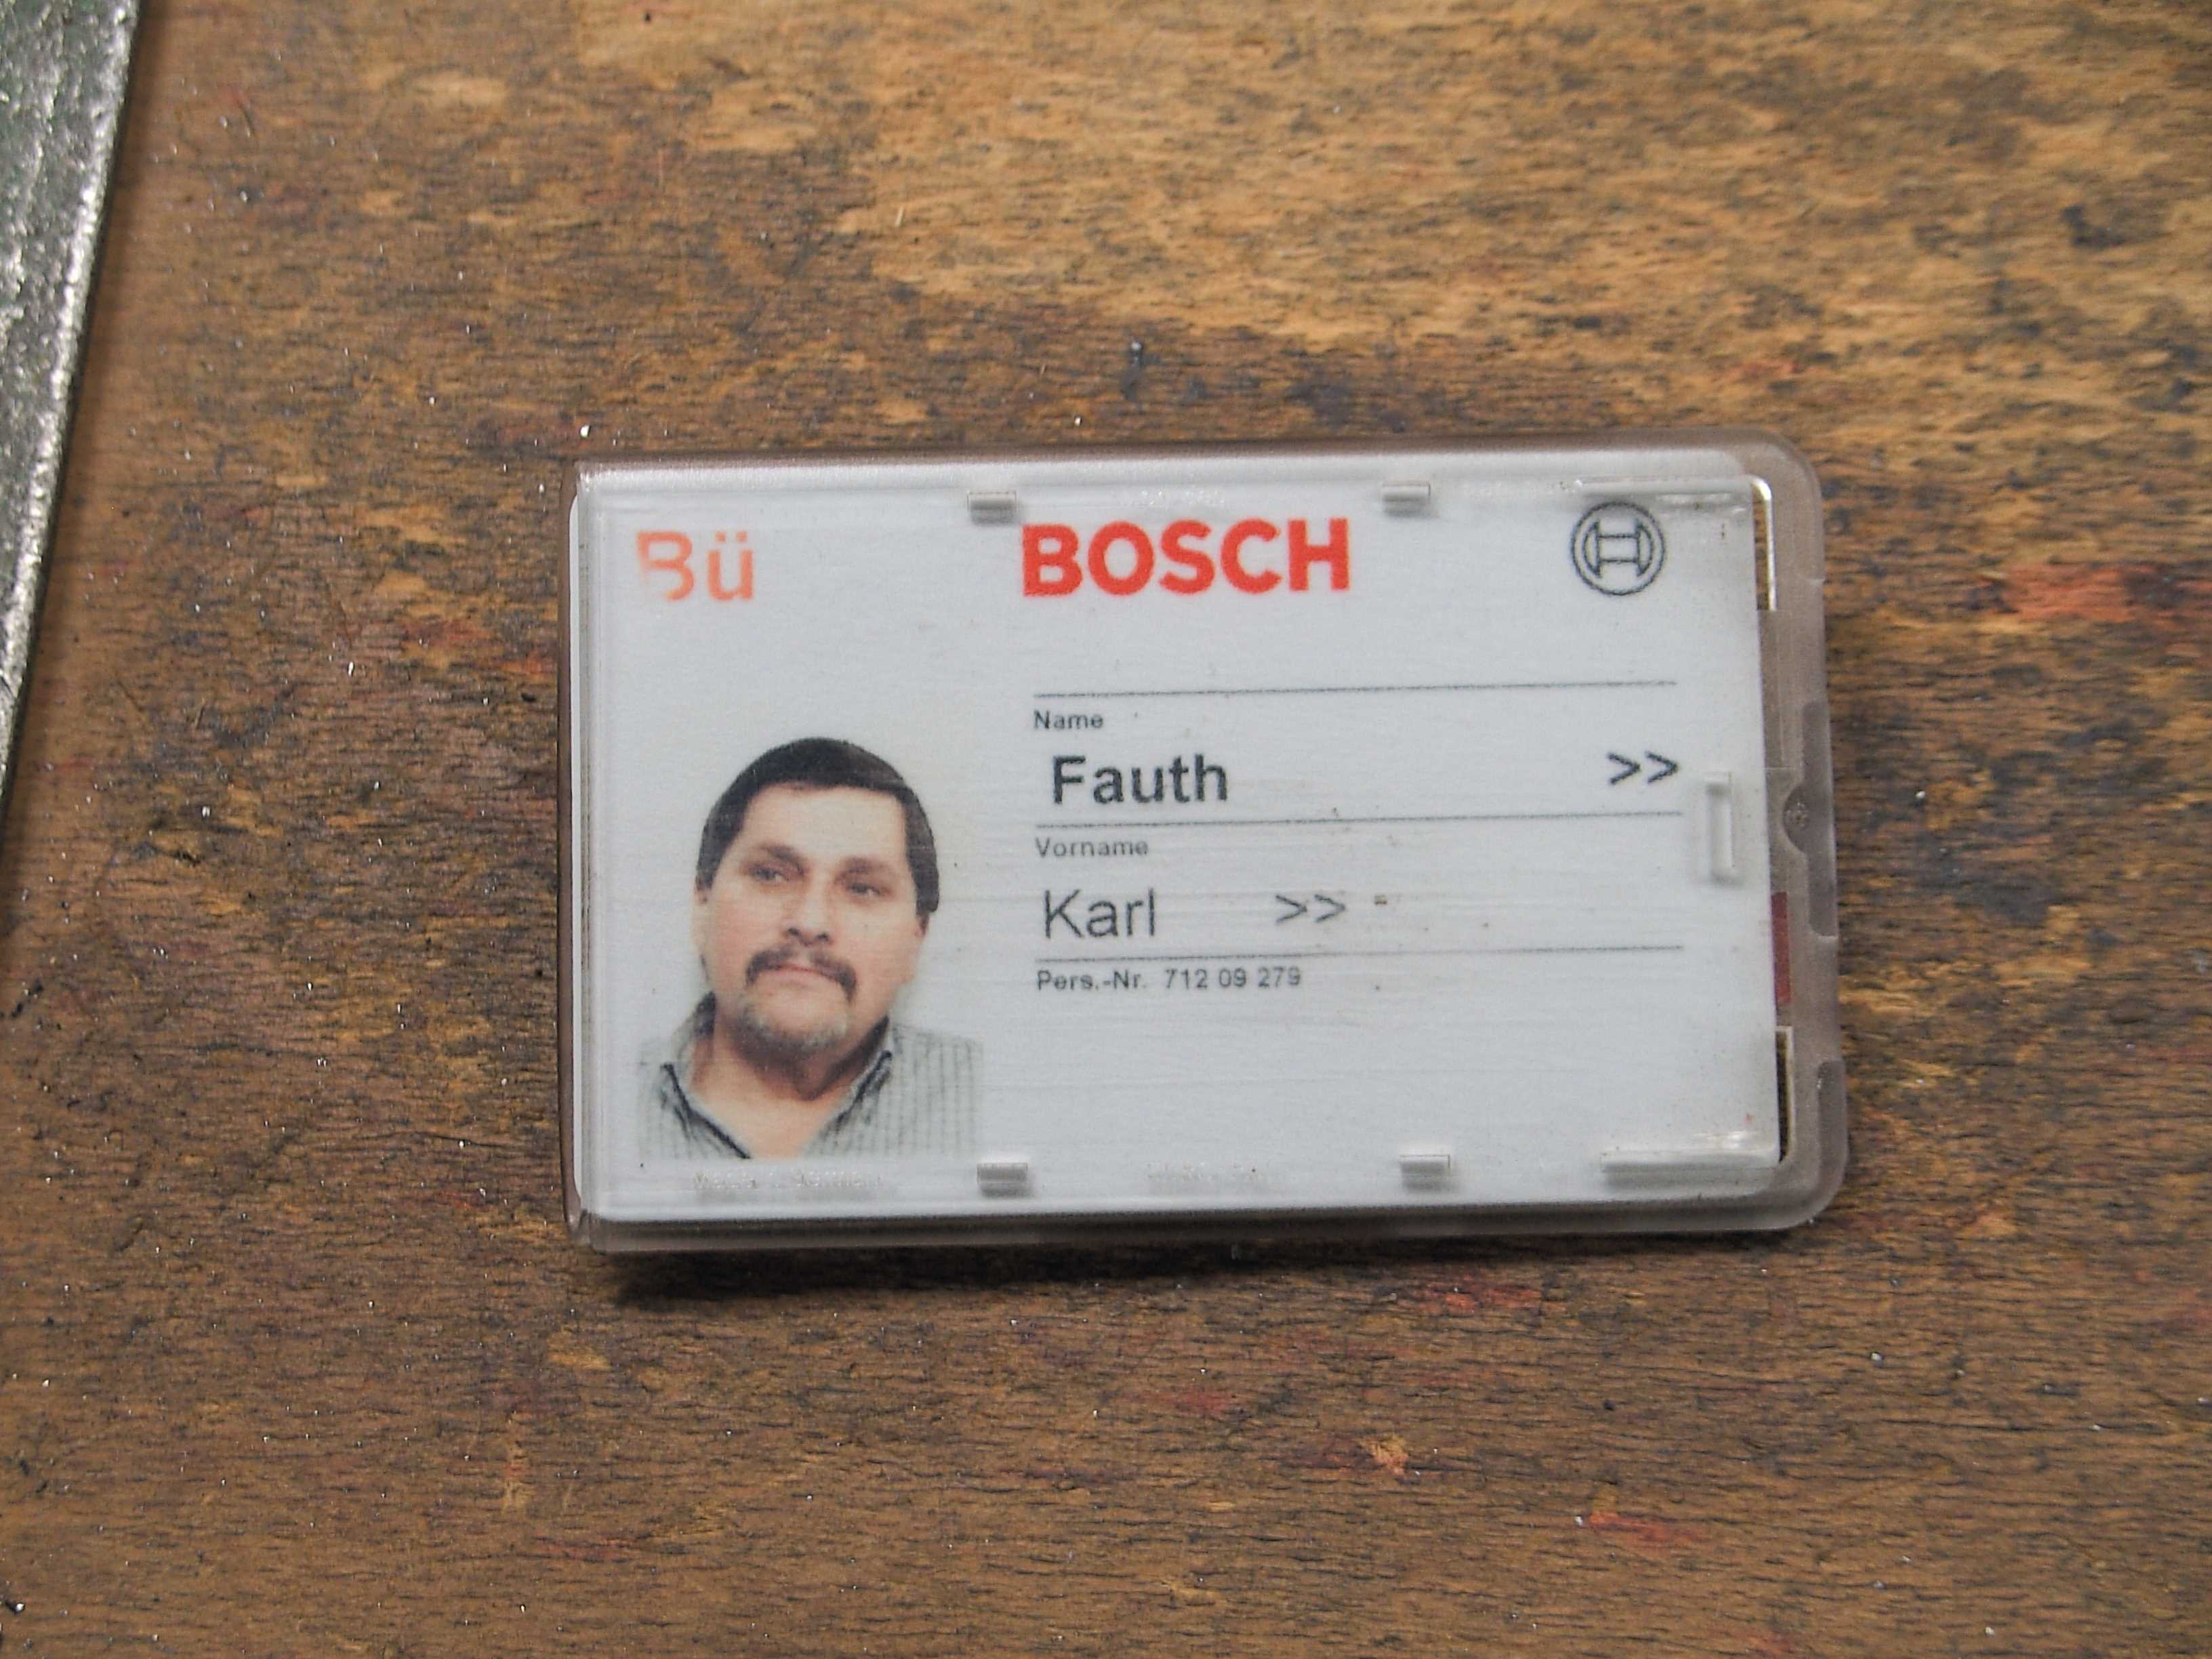 Bü BOSCH
Name
Fauth >>
Vorname
Karl >>
Pers.-Nr. 712 09 279